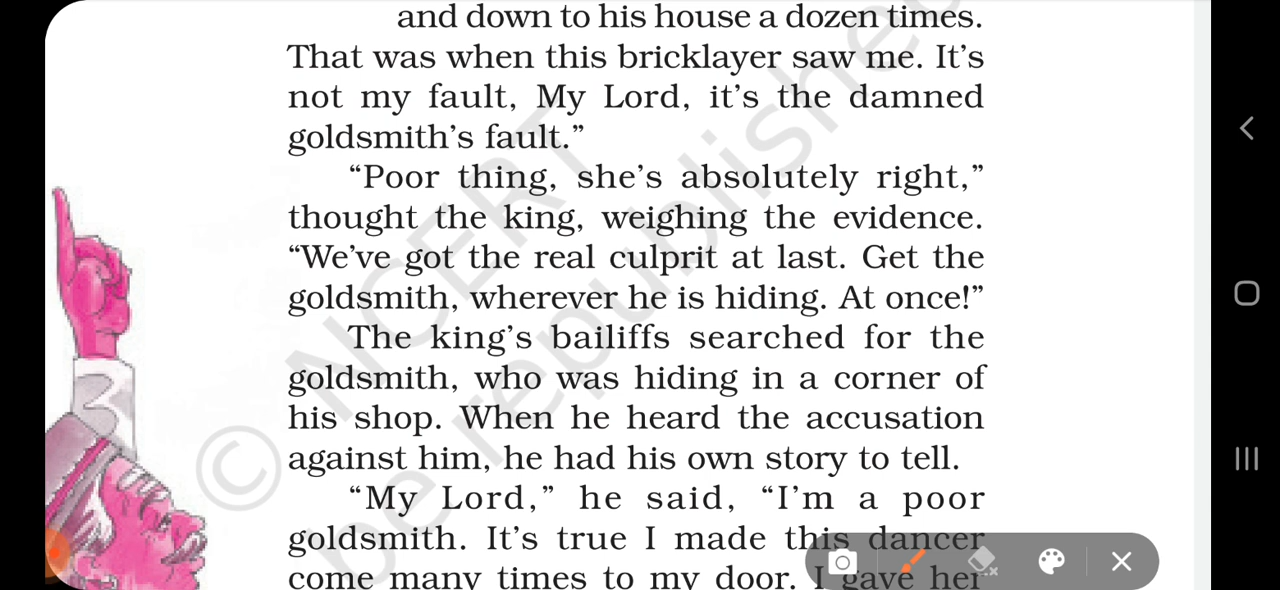 and down to his house a dozen times.
That was when this bricklayer saw me. It’s
not my fault, My Lord, it’s the damned
goldsmith’s fault.”
“Poor thing, she’s absolutely right,”
thought the king, weighing the evidence.
“We’ve got the real culprit at last. Get the
goldsmith, wherever he is hiding. At once!”
The king’s bailiffs searched for the
goldsmith, who was hiding in a corner of
his shop. When he heard the accusation
against him, he had his own story to tell.
“My Lord,” he said, “I’m a poor
goldsmith. It’s true I made this dancer
come many times to my door. I gave her
© NCERT
be republished